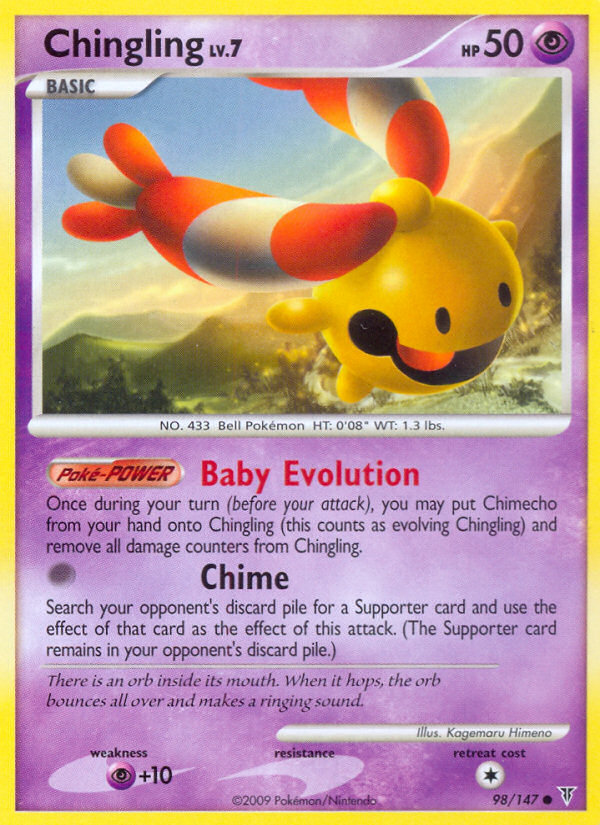 Chingling LV.7
HP 50
BASIC
NO. 433 Bell Pokémon HT: 0'08" WT: 1.3 lbs.
Poké-POWER Baby Evolution
Once during your turn (before your attack), you may put Chimecho
from your hand onto Chingling (this counts as evolving Chingling) and
remove all damage counters from Chingling.
Chime
Search your opponent's discard pile for a Supporter card and use the
effect of that card as the effect of this attack. (The Supporter card
remains in your opponent's discard pile.)
There is an orb inside its mouth. When it hops, the orb
bounces all over and makes a ringing sound.
Illus. Kagemaru Himeno
weakness resistance retreat cost
+10
©2009 Pokémon/Nintendo 98/147